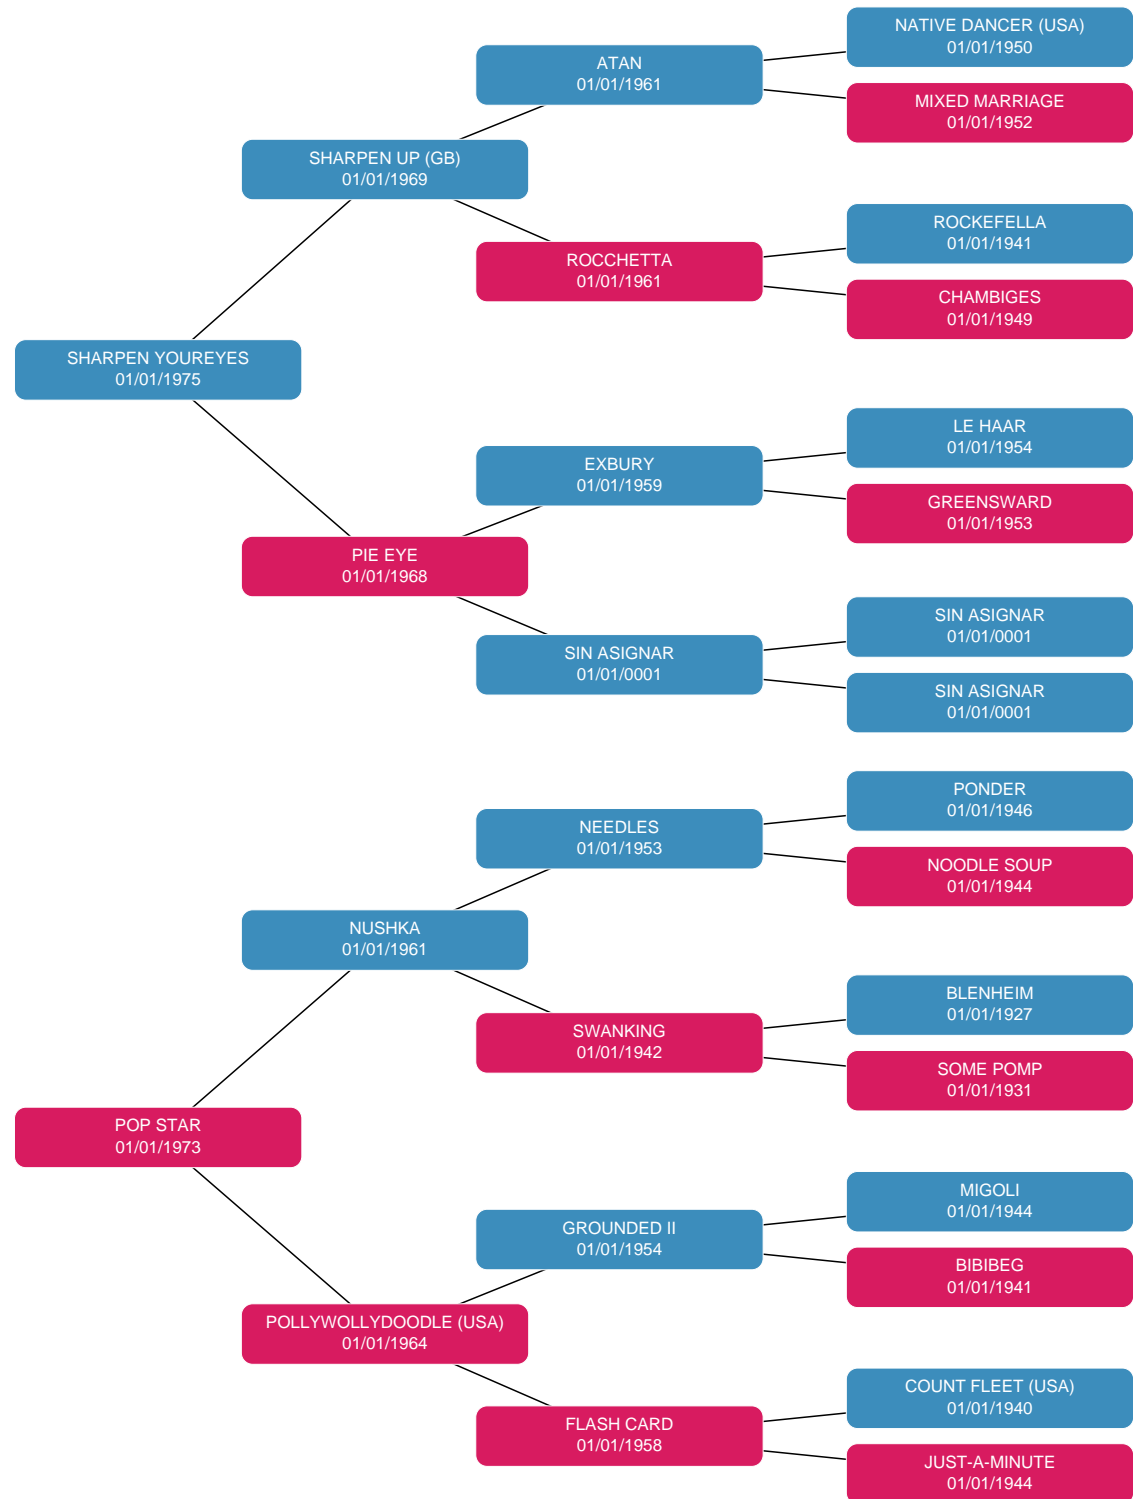 NATIVE DANCER (USA)
01/01/1950
ATAN
01/01/1961
MIXED MARRIAGE
01/01/1952
SHARPEN UP (GB)
01/01/1969
ROCKEFELLA
01/01/1941
ROCCHETTA
01/01/1961
CHAMBIGES
01/01/1949
SHARPEN YOUREYES
01/01/1975
LE HAAR
01/01/1954
EXBURY
01/01/1959
GREENSWARD
01/01/1953
PIE EYE
01/01/1968
SIN ASIGNAR
01/01/0001
SIN ASIGNAR
01/01/0001
SIN ASIGNAR
01/01/0001
PONDER
01/01/1946
NEEDLES
01/01/1953
NOODLE SOUP
01/01/1944
NUSHKA
01/01/1961
BLENHEIM
01/01/1927
SWANKING
01/01/1942
SOME POMP
01/01/1931
POP STAR
01/01/1973
MIGOLI
01/01/1944
GROUNDED II
01/01/1954
BIBIBEG
01/01/1941
POLLYWOLLYDOODLE (USA)
01/01/1964
COUNT FLEET (USA)
01/01/1940
FLASH CARD
01/01/1958
JUST-A-MINUTE
01/01/1944